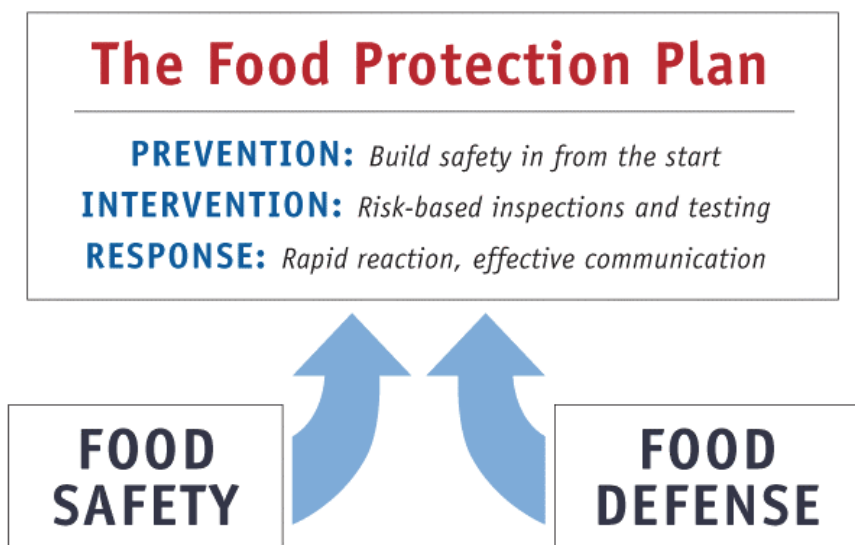 The Food Protection Plan
PREVENTION: Build safety in from the start
INTERVENTION: Risk-based inspections and testing
RESPONSE: Rapid reaction, effective communication
FOOD
SAFETY
FOOD
DEFENSE